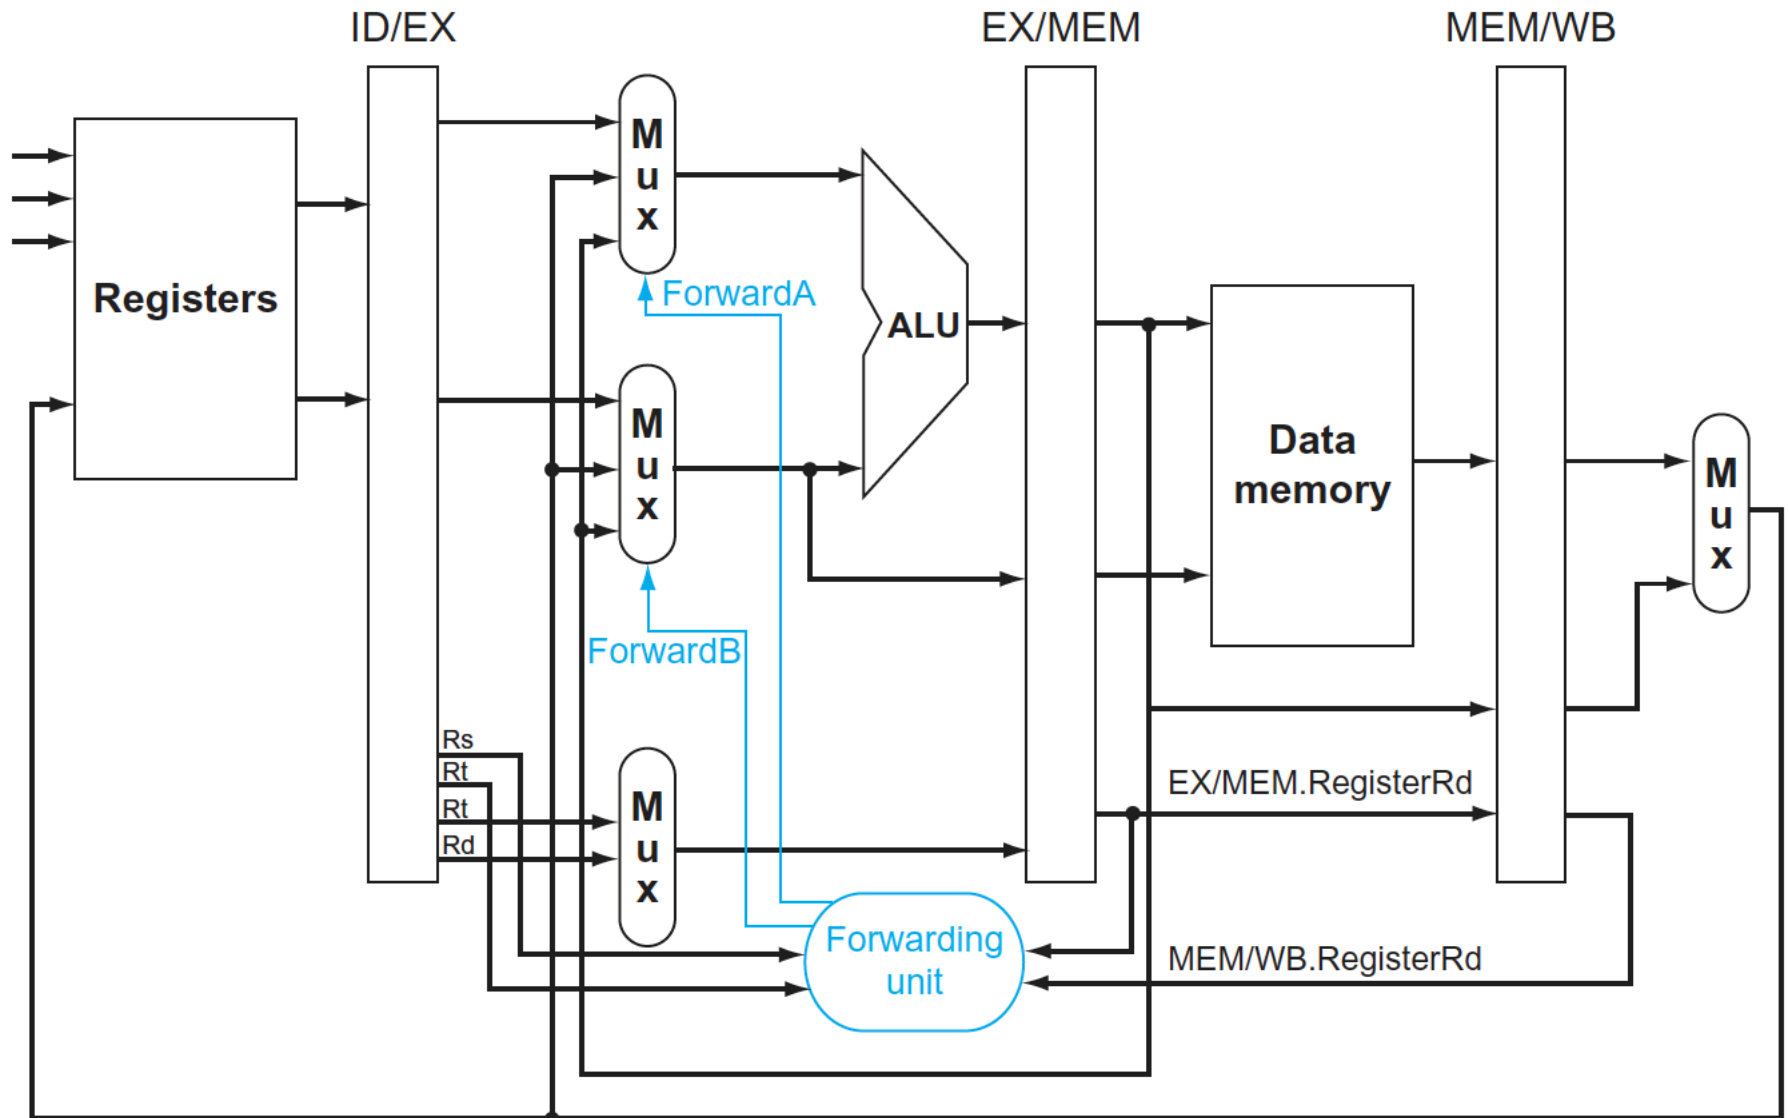 ID/EX
EX/MEM
MEM/WB
M
u
x
Registers
ForwardA
ALU
M
u
x
Data
memory
M
u
x
ForwardB
Rs
Rt
Rt
Rd
M
u
x
EX/MEM.RegisterRd
Forwarding
unit
MEM/WB.RegisterRd